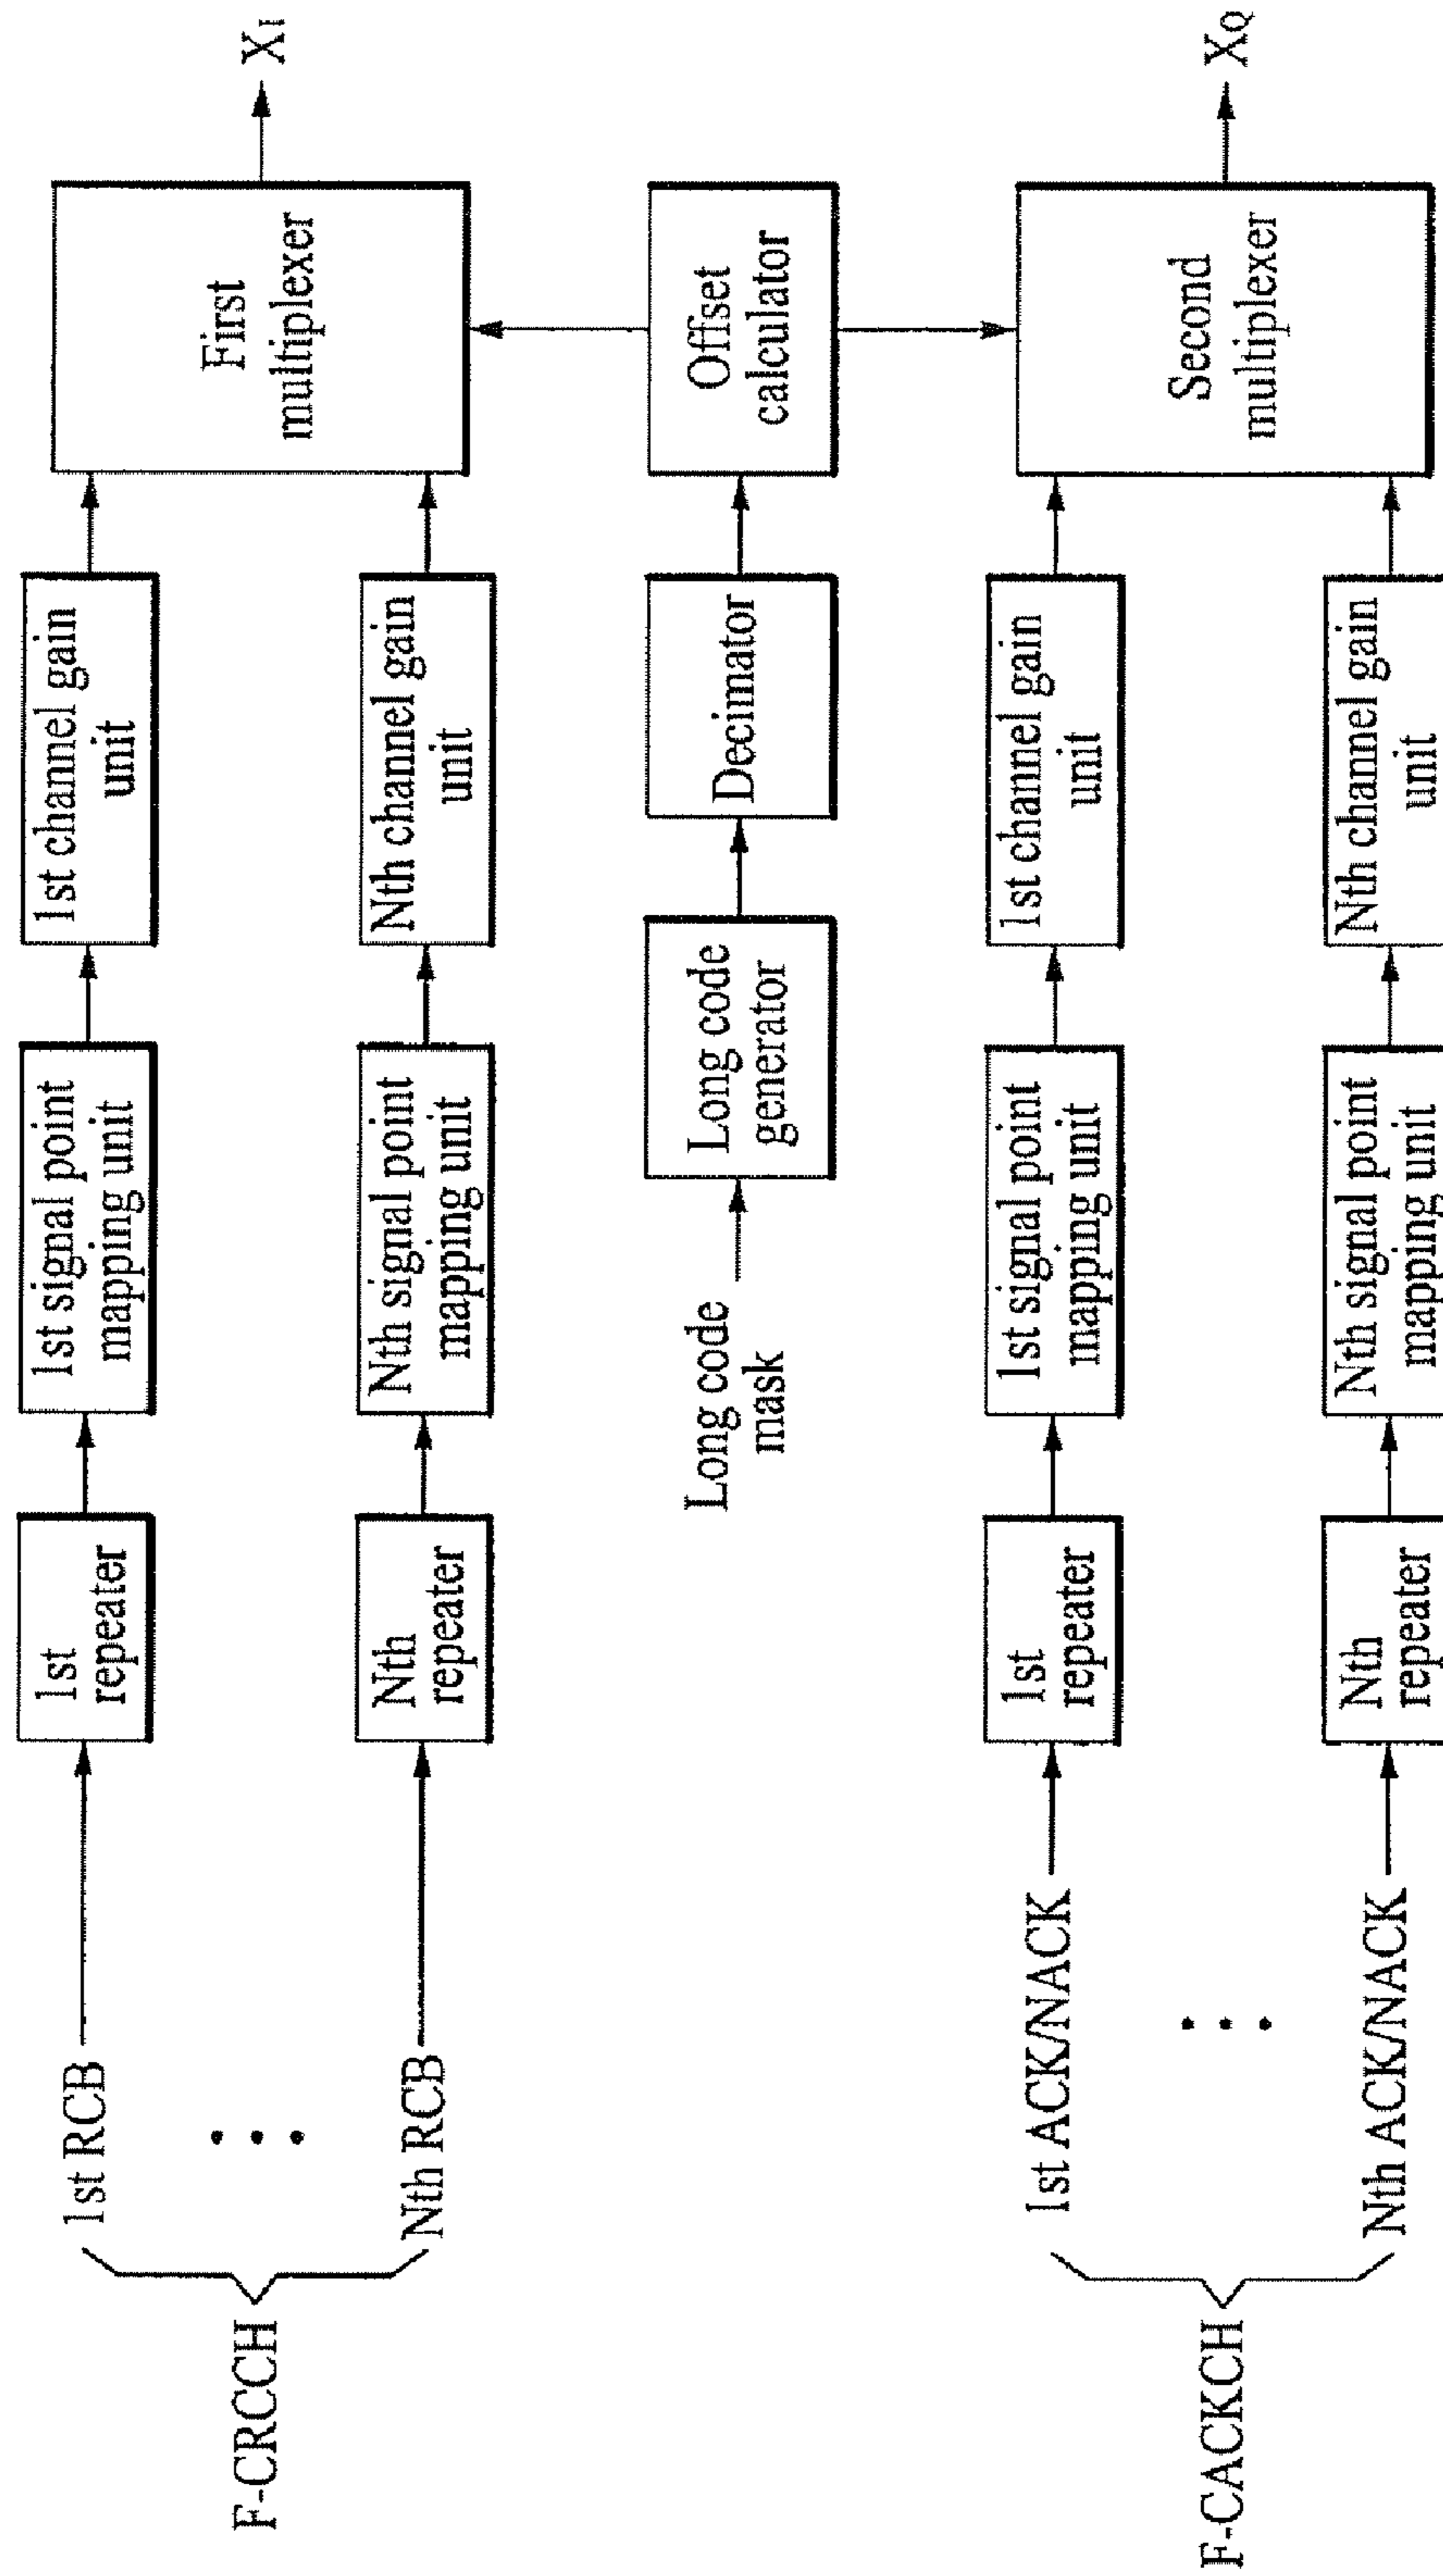 F-CRCCH
1st RCB
1st
repeater
1st signal point
mapping unit
1st channel gain
unit
Nth RCB
Nth
repeater
Nth signal point
mapping unit
Nth channel gain
unit
First
multiplexer
XI
Long code
mask
Long code
generator
Decimator
Offset
calculator
F-CACKCH
1st ACK/NACK
1st
repeater
1st signal point
mapping unit
1st channel gain
unit
Nth ACK/NACK
Nth
repeater
Nth signal point
mapping unit
Nth channel gain
unit
Second
multiplexer
XQ